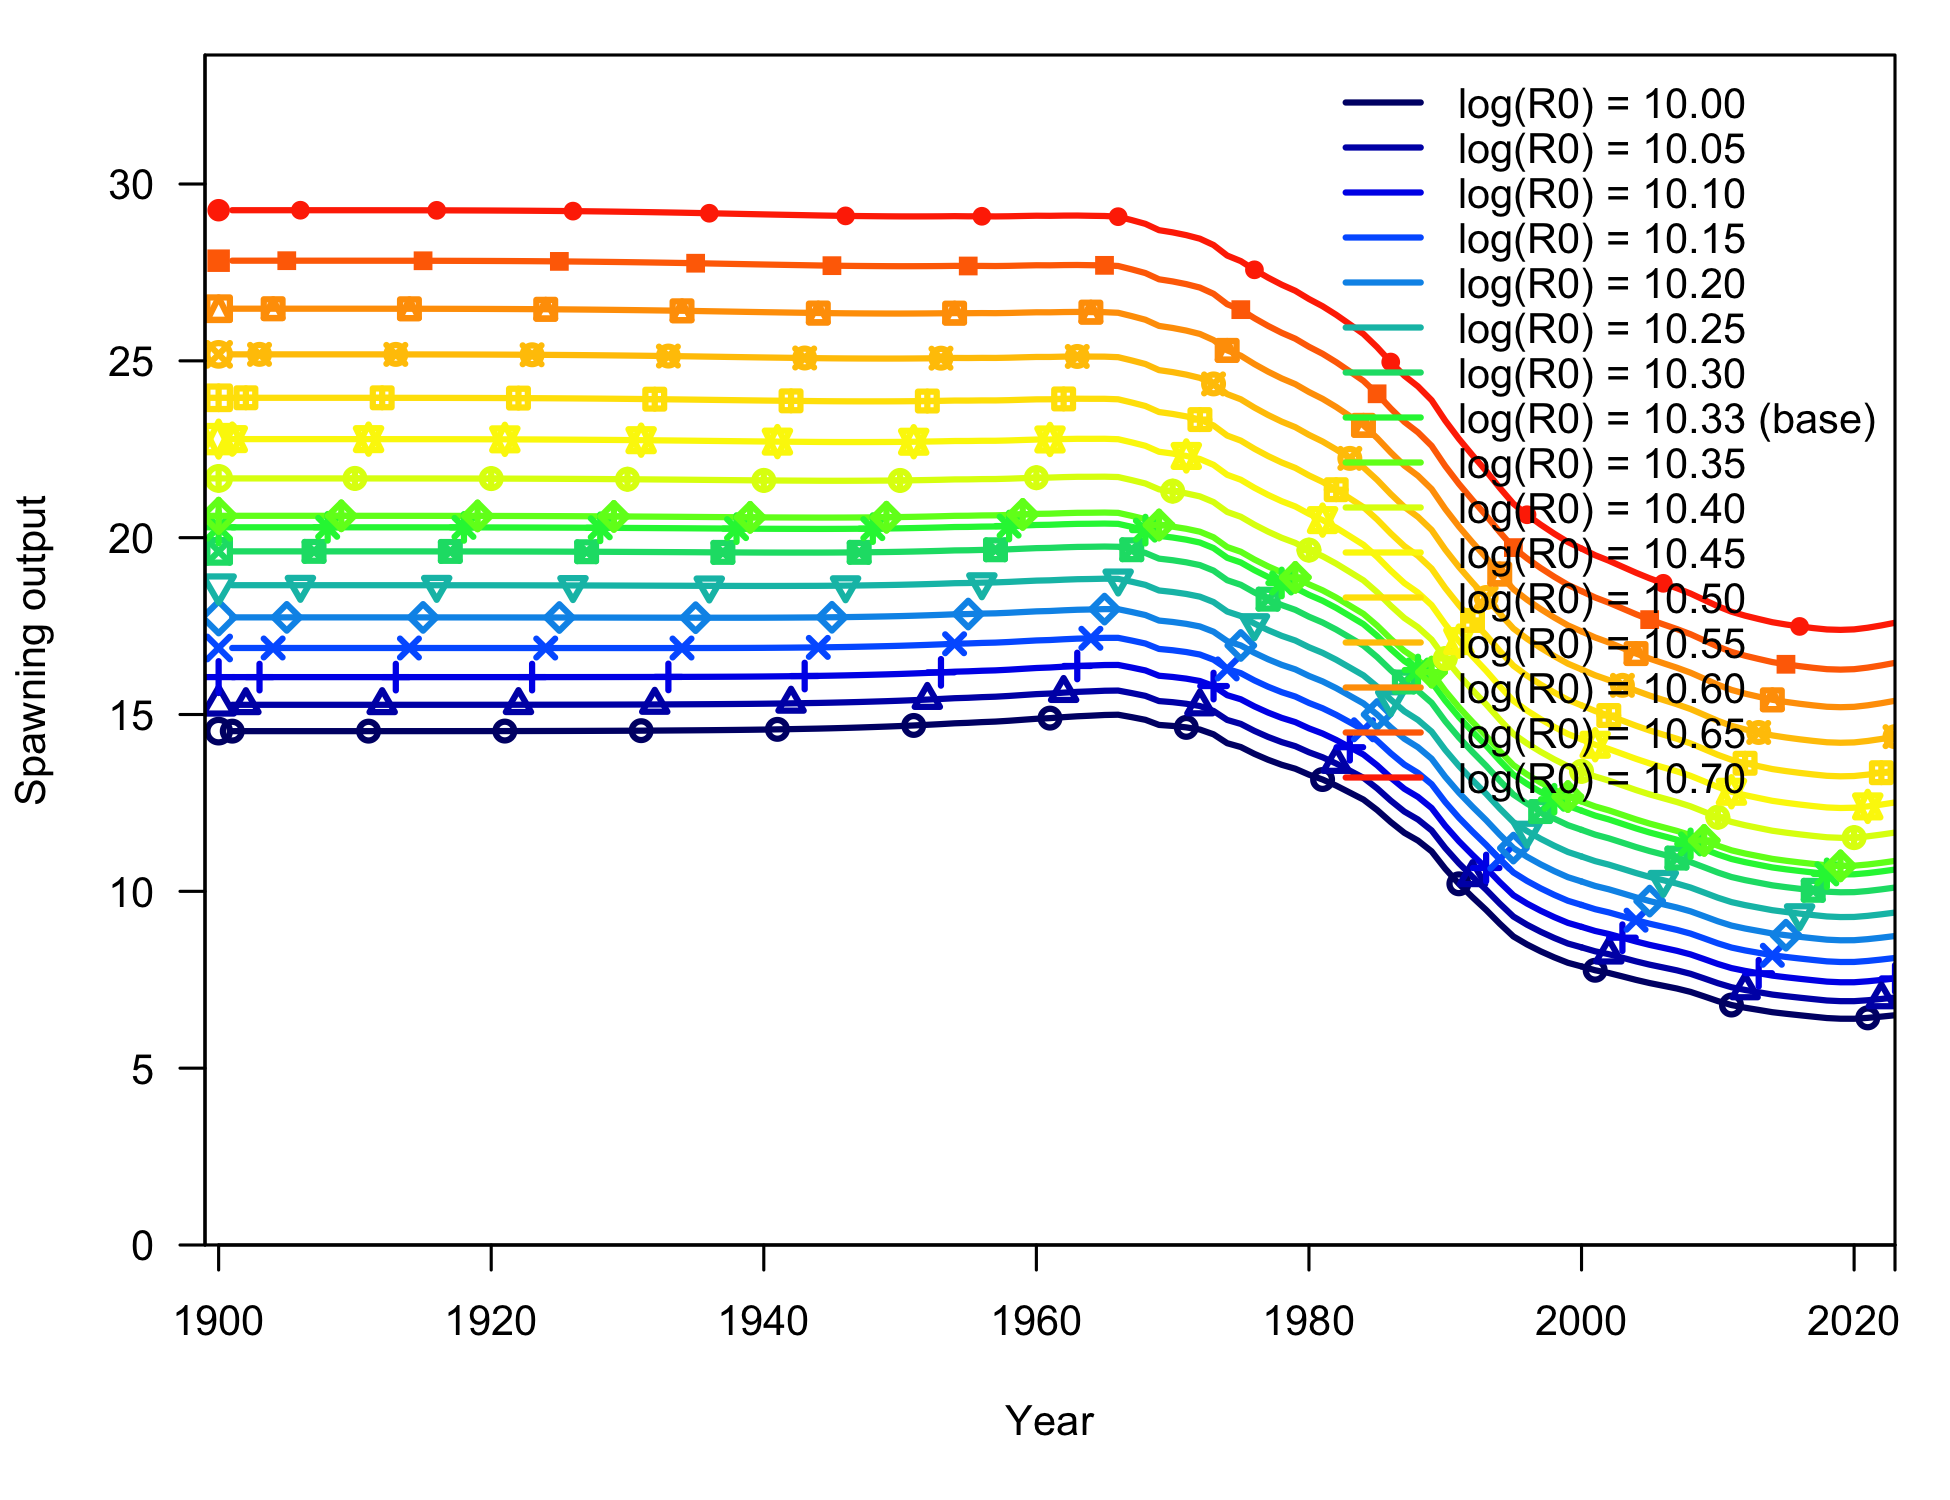 log(R0) = 10.00
log(R0) = 10.05
log(R0) = 10.10
log(R0) = 10.15
log(R0) = 10.20
log(R0) = 10.25
log(R0) = 10.30
log(R0) = 10.33 (base)
log(R0) = 10.35
log(R0) = 10.40
log(R0) = 10.45
log(R0) = 10.50
log(R0) = 10.55
log(R0) = 10.60
log(R0) = 10.65
log(R0) = 10.70
Spawning output
30
25
20
15
10
5
0
1900 1920 1940 1960 1980 2000 2020
Year